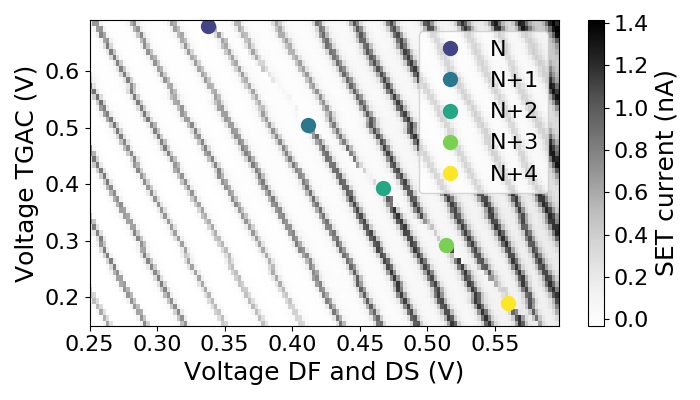 N
N+1
N+2
N+3
N+4
0.6
0.5
0.4
0.3
0.2
Voltage TGAC (V)
0.25 0.30 0.35 0.40 0.45 0.50 0.55
Voltage DF and DS (V)
1.4
1.2
1.0
0.8
0.6
0.4
0.2
0.0
SET current (nA)